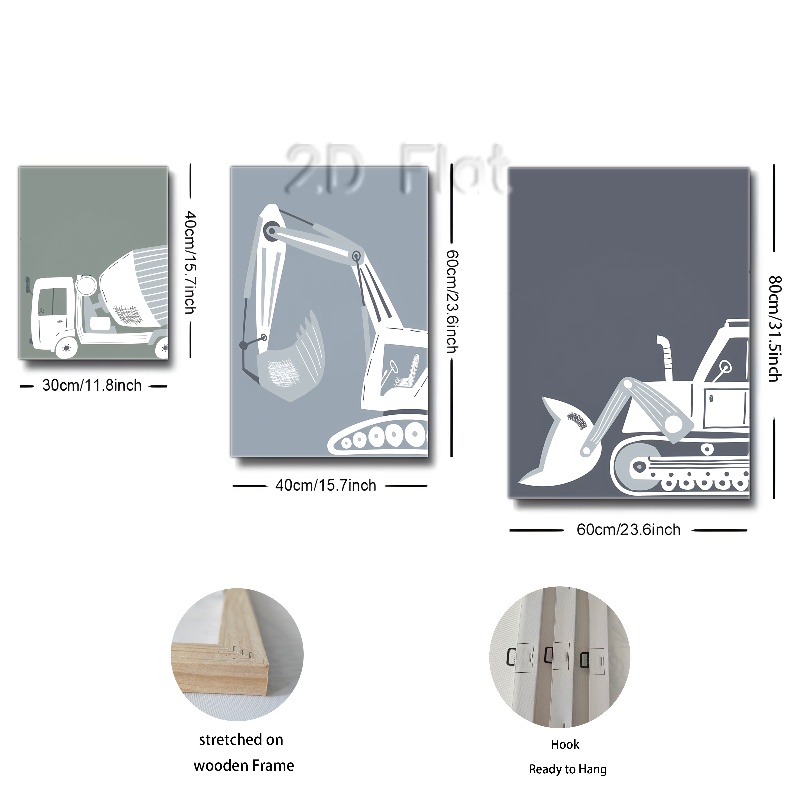 2D Flat
40cm/15.7inch
30cm/11.8inch
60cm/23.6inch
40cm/15.7inch
80cm/31.5inch
60cm/23.6inch
stretched on
wooden Frame
Hook
Ready to Hang